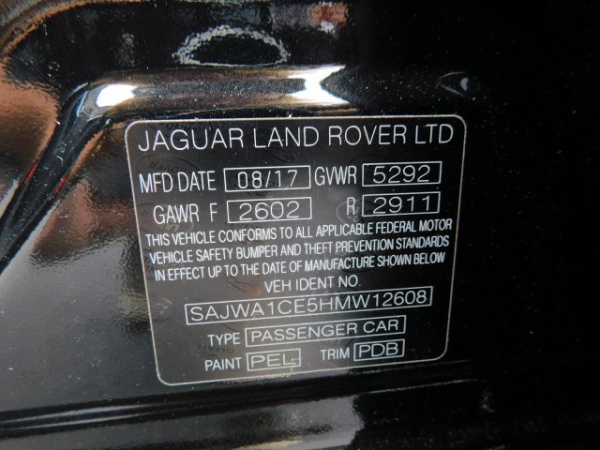 JAGUAR LAND ROVER LTD
MFD DATE 08/17 GVWR 5292
GAWR F 2602 R 2911
THIS VEHICLE CONFORMS TO ALL APPLICABLE FEDERAL MOTOR
VEHICLE SAFETY BUMPER AND THEFT PREVENTION STANDARDS
IN EFFECT UP TO THE DATE OF MANUFACTURE SHOWN BELOW
VEH IDENT NO.
SAJWA1CE5HMW12608
TYPE PASSENGER CAR
PAINT PEL- TRIM PDB